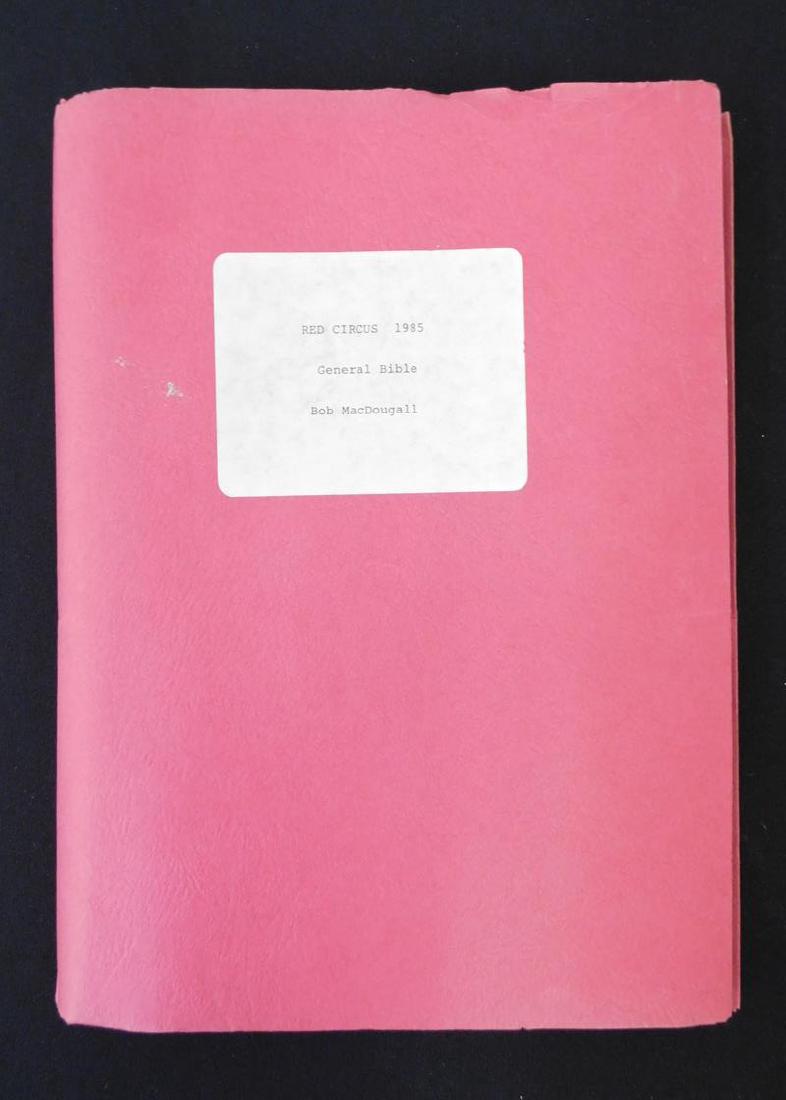 RED CIRCUS  1985
General Bible
Bob MacDougall